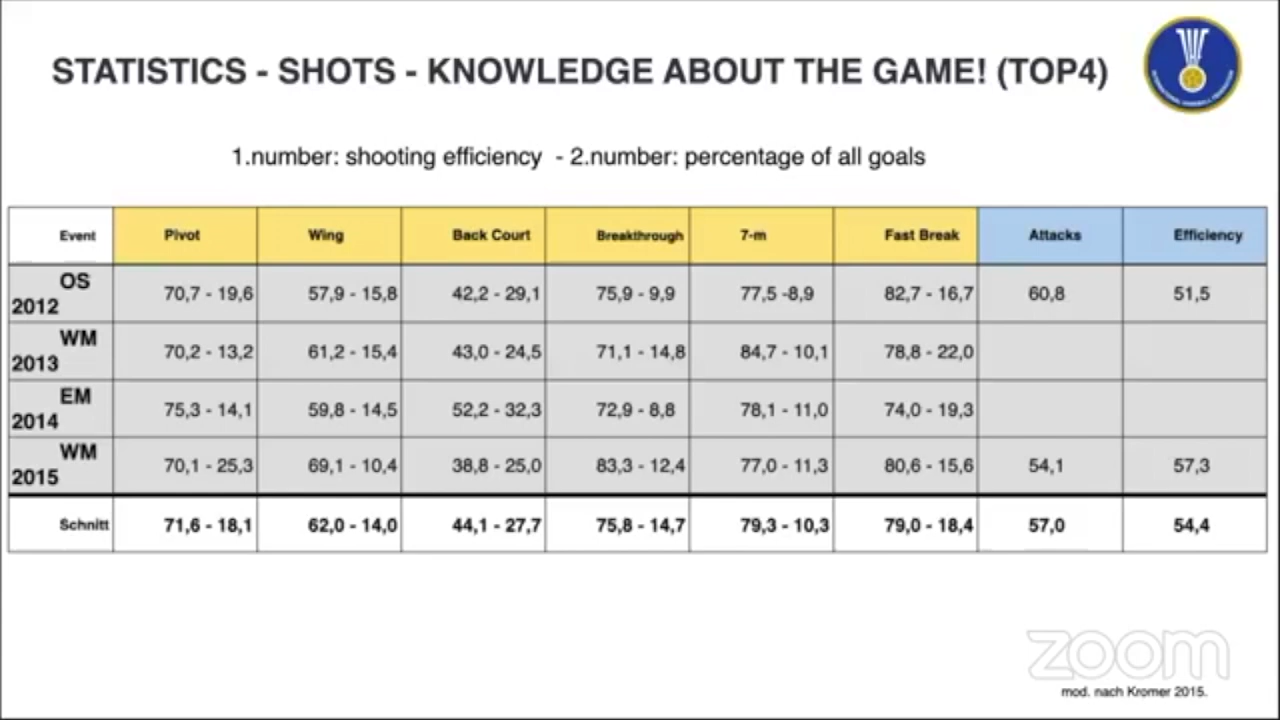 STATISTICS - SHOTS - KNOWLEDGE ABOUT THE GAME! (TOP4)
INTERNATIONAL HANDBALL FEDERATION
1.number: shooting efficiency - 2.number: percentage of all goals
Event Pivot Wing Back Court Breakthrough 7-m Fast Break Attacks Efficiency
OS 2012 70,7 - 19,6 57,9 - 15,8 42,2 - 29,1 75,9 - 9,9 77,5 -8,9 82,7 - 16,7 60,8 51,5
WM 2013 70,2 - 13,2 61,2 - 15,4 43,0 - 24,5 71,1 - 14,8 84,7 - 10,1 78,8 - 22,0
EM 2014 75,3 - 14,1 59,8 - 14,5 52,2 - 32,3 72,9 - 8,8 78,1 - 11,0 74,0 - 19,3
WM 2015 70,1 - 25,3 69,1 - 10,4 38,8 - 25,0 83,3 - 12,4 77,0 - 11,3 80,6 - 15,6 54,1 57,3
Schnitt 71,6 - 18,1 62,0 - 14,0 44,1 - 27,7 75,8 - 14,7 79,3 - 10,3 79,0 - 18,4 57,0 54,4
zoom
mod. nach Kromer 2015.